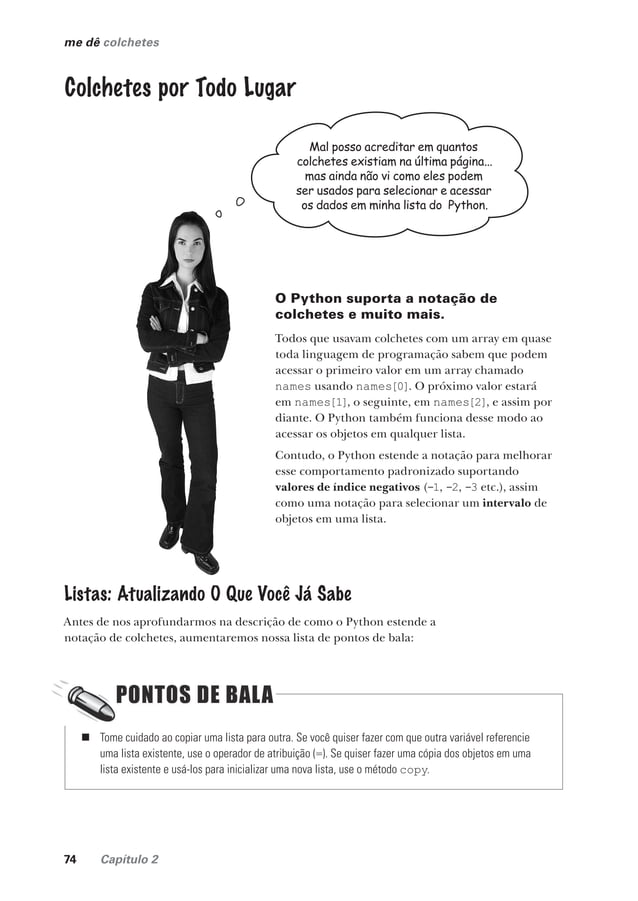 me dê colchetes
Colchetes por Todo Lugar
Mal posso acreditar em quantos
colchetes existiam na última página...
mas ainda não vi como eles podem
ser usados para selecionar e acessar
os dados em minha lista do Python.
O Python suporta a notação de
colchetes e muito mais.
Todos que usavam colchetes com um array em quase
toda linguagem de programação sabem que podem
acessar o primeiro valor em um array chamado
names usando names[0]. O próximo valor estará
em names[1], o seguinte, em names[2], e assim por
diante. O Python também funciona desse modo ao
acessar os objetos em qualquer lista.
Contudo, o Python estende a notação para melhorar
esse comportamento padronizado suportando
valores de índice negativos (-1, -2, -3 etc.), assim
como uma notação para selecionar um intervalo de
objetos em uma lista.
Listas: Atualizando O Que Você Já Sabe
Antes de nos aprofundarmos na descrição de como o Python estende a
notação de colchetes, aumentaremos nossa lista de pontos de bala:
PONTOS DE BALA
■ Tome cuidado ao copiar uma lista para outra. Se você quiser fazer com que outra variável referencie
uma lista existente, use o operador de atribuição (=). Se quiser fazer uma cópia dos objetos em uma
lista existente e usá-los para inicializar uma nova lista, use o método copy.
74 Capítulo 2